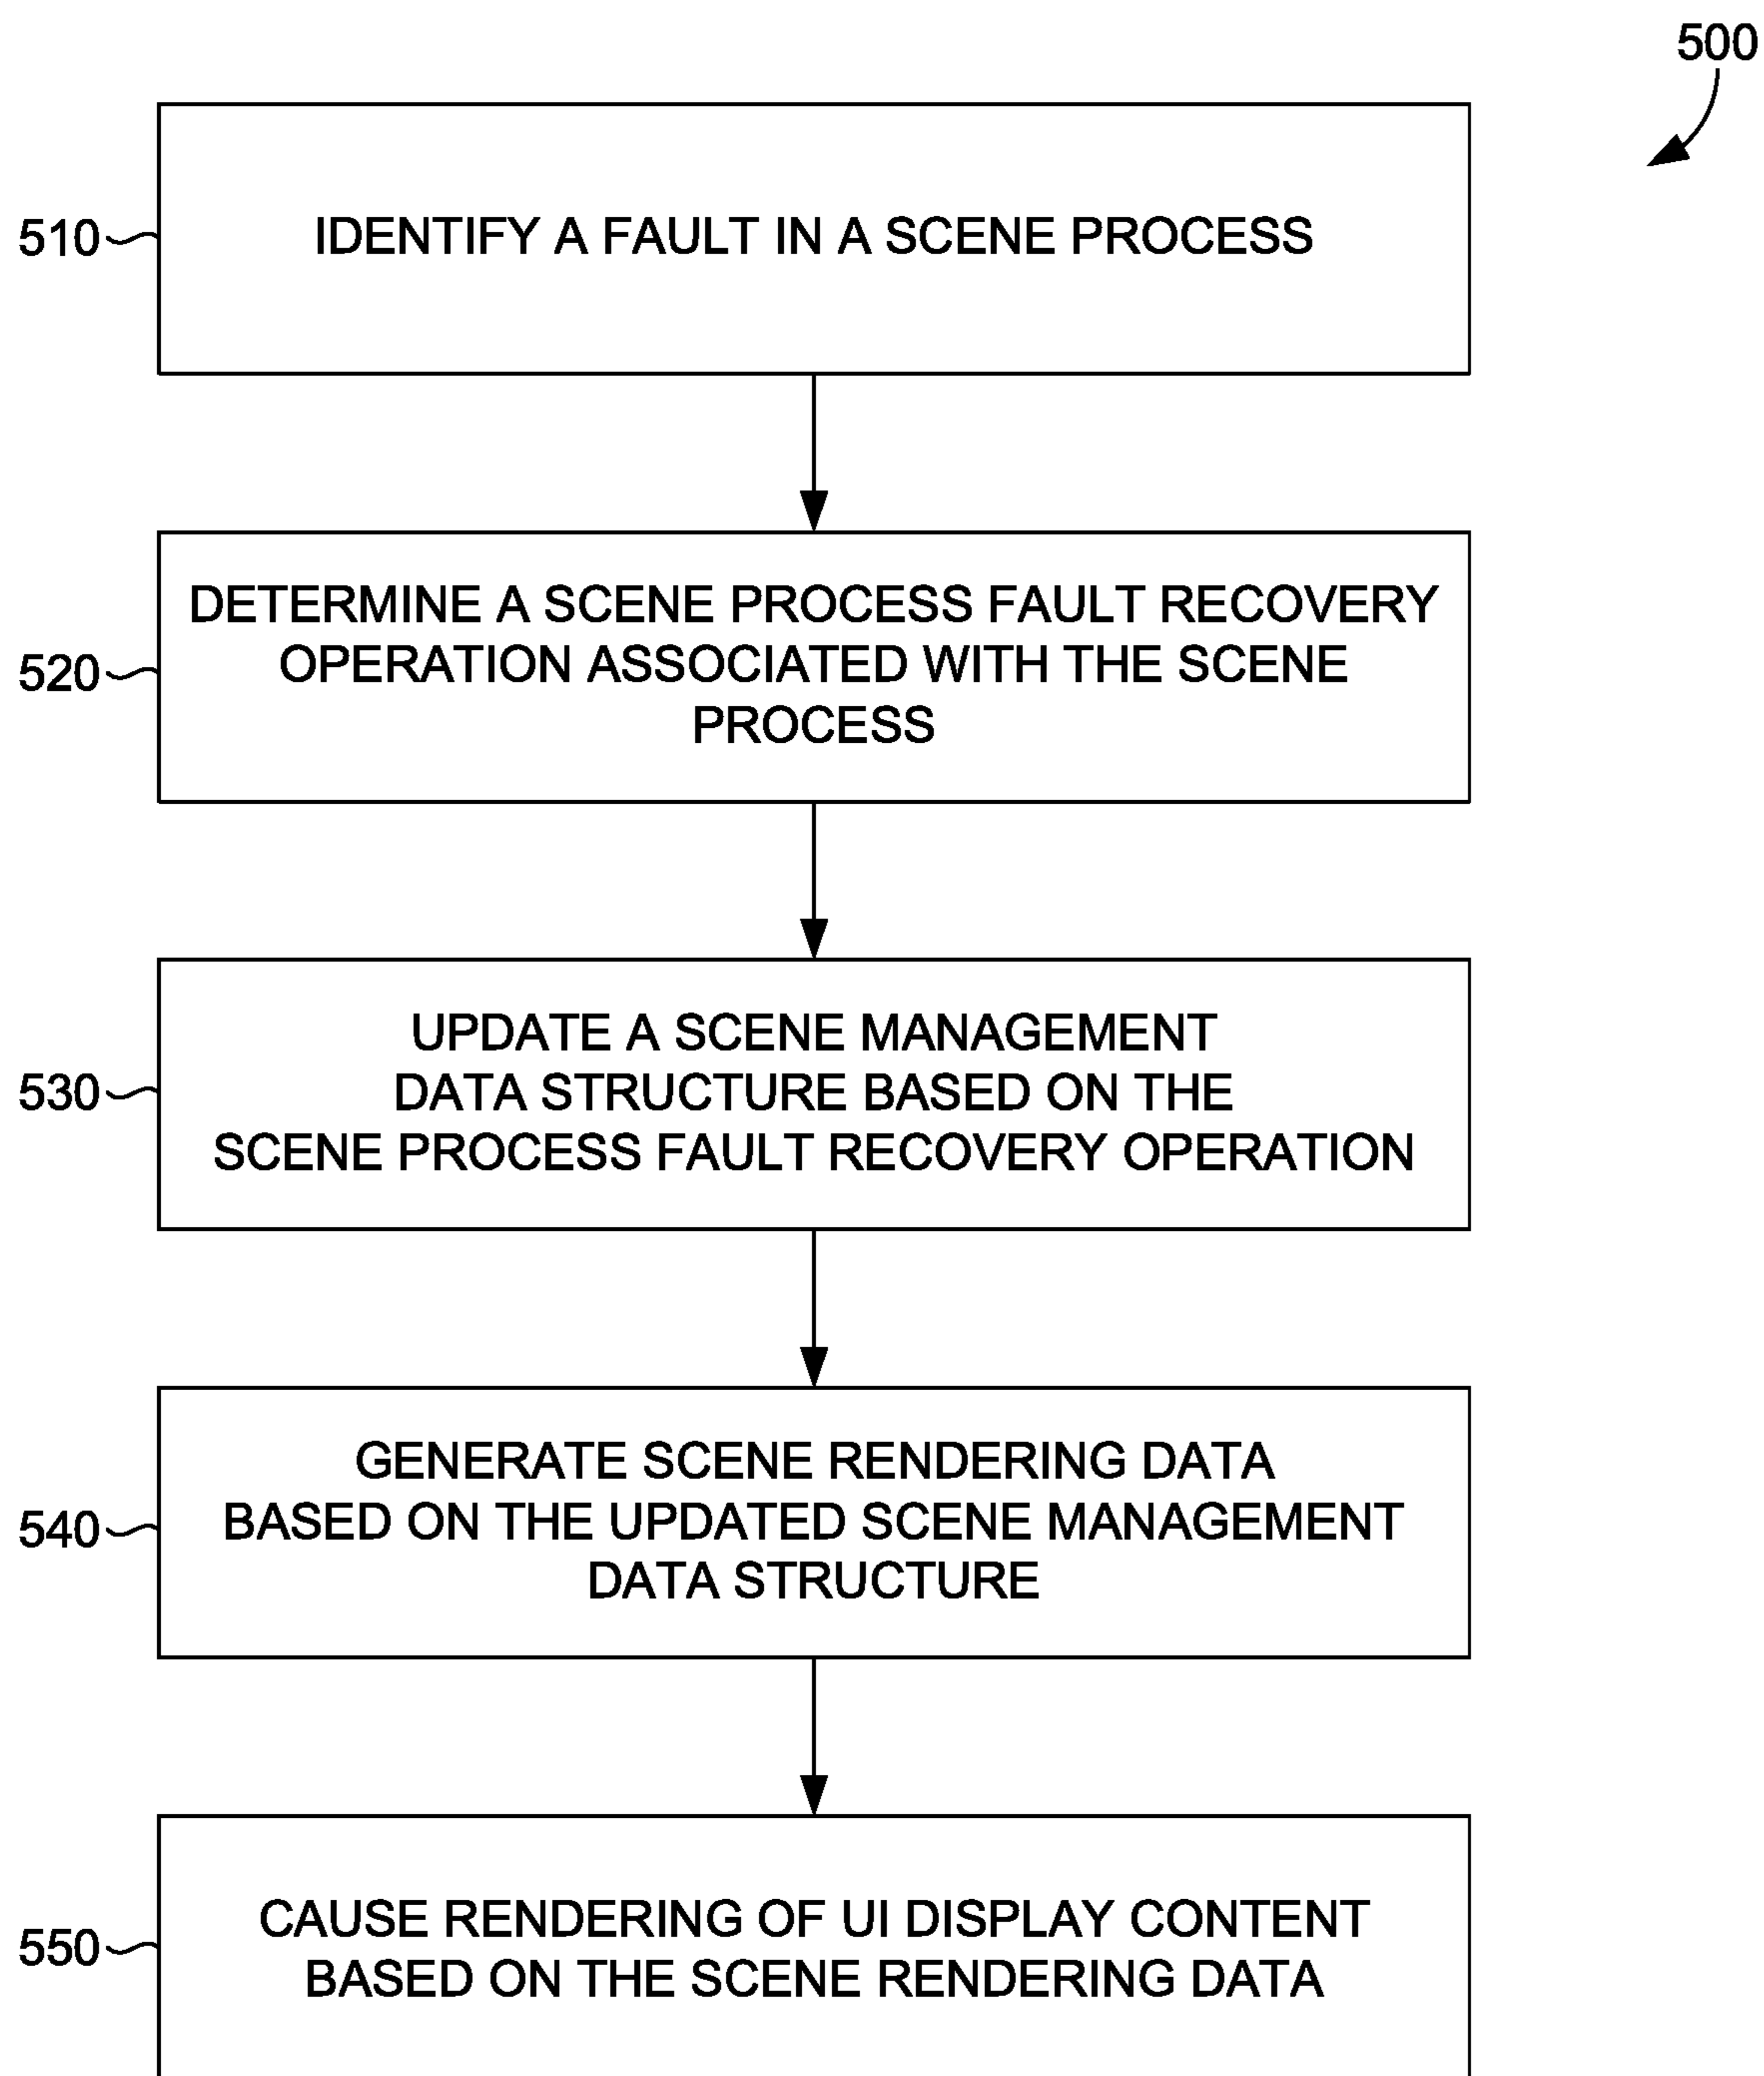 500
510
IDENTIFY A FAULT IN A SCENE PROCESS
520
DETERMINE A SCENE PROCESS FAULT RECOVERY
OPERATION ASSOCIATED WITH THE SCENE
PROCESS
530
UPDATE A SCENE MANAGEMENT
DATA STRUCTURE BASED ON THE
SCENE PROCESS FAULT RECOVERY OPERATION
540
GENERATE SCENE RENDERING DATA
BASED ON THE UPDATED SCENE MANAGEMENT
DATA STRUCTURE
550
CAUSE RENDERING OF UI DISPLAY CONTENT
BASED ON THE SCENE RENDERING DATA